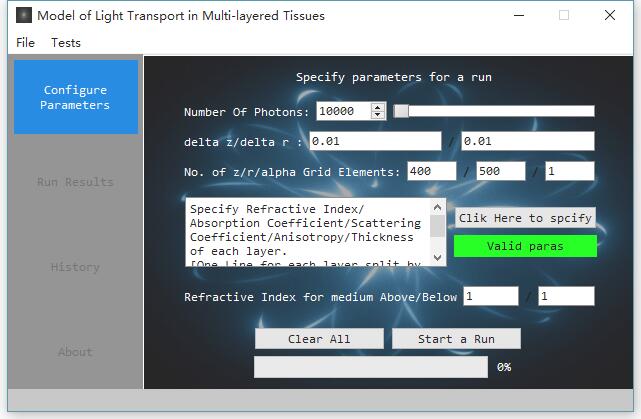 Model of Light Transport in Multi-layered Tissues
File Tests
Configure
Parameters
Run Results
History
About
Specify parameters for a run
Number Of Photons: 10000
delta z/delta r : 0.01 / 0.01
No. of z/r/alpha Grid Elements: 400 / 500 / 1
Specify Refractive Index/
Absorption Coefficient/Scattering
Coefficient/Anisotropy/Thickness
of each layer.
[One Line for each layer split by
Clik Here to spcify
Valid paras
Refractive Index for medium Above/Below 1 / 1
Clear All
Start a Run
0%